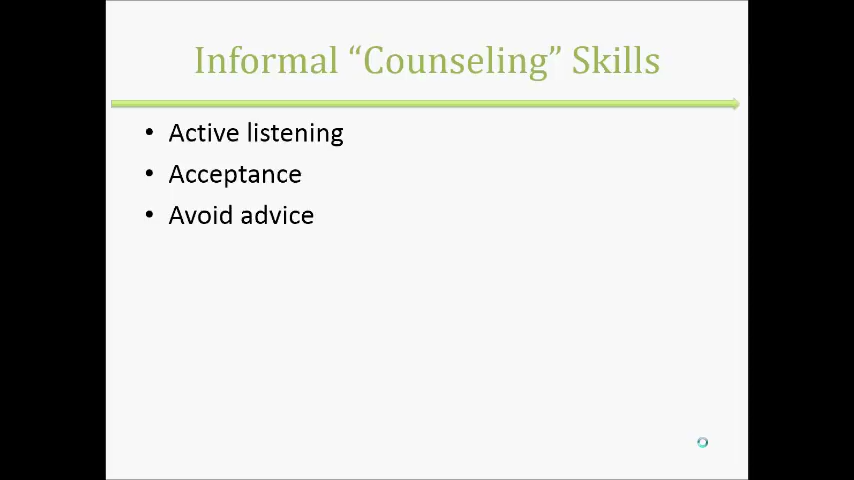 Informal “Counseling” Skills
• Active listening
• Acceptance
• Avoid advice